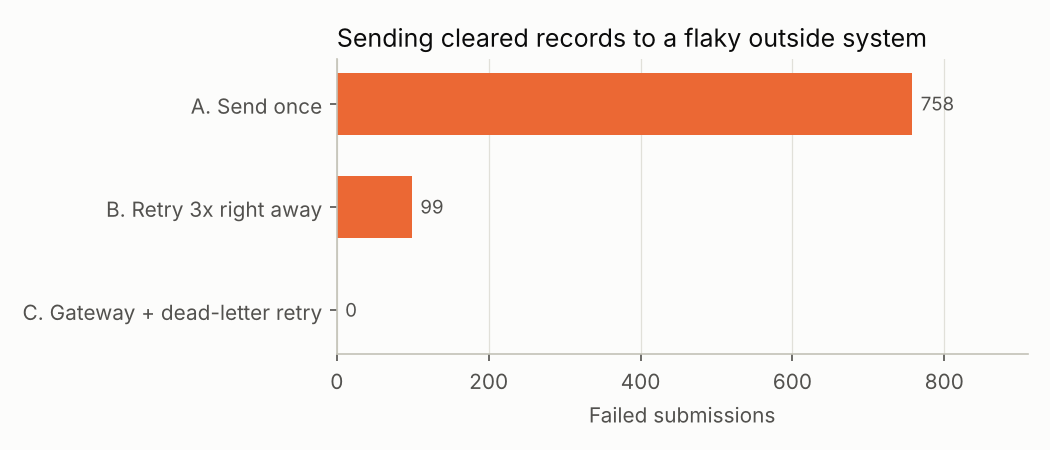 Sending cleared records to a flaky outside system
A. Send once
758
B. Retry 3x right away
99
C. Gateway + dead-letter retry
0
0 200 400 600 800
Failed submissions